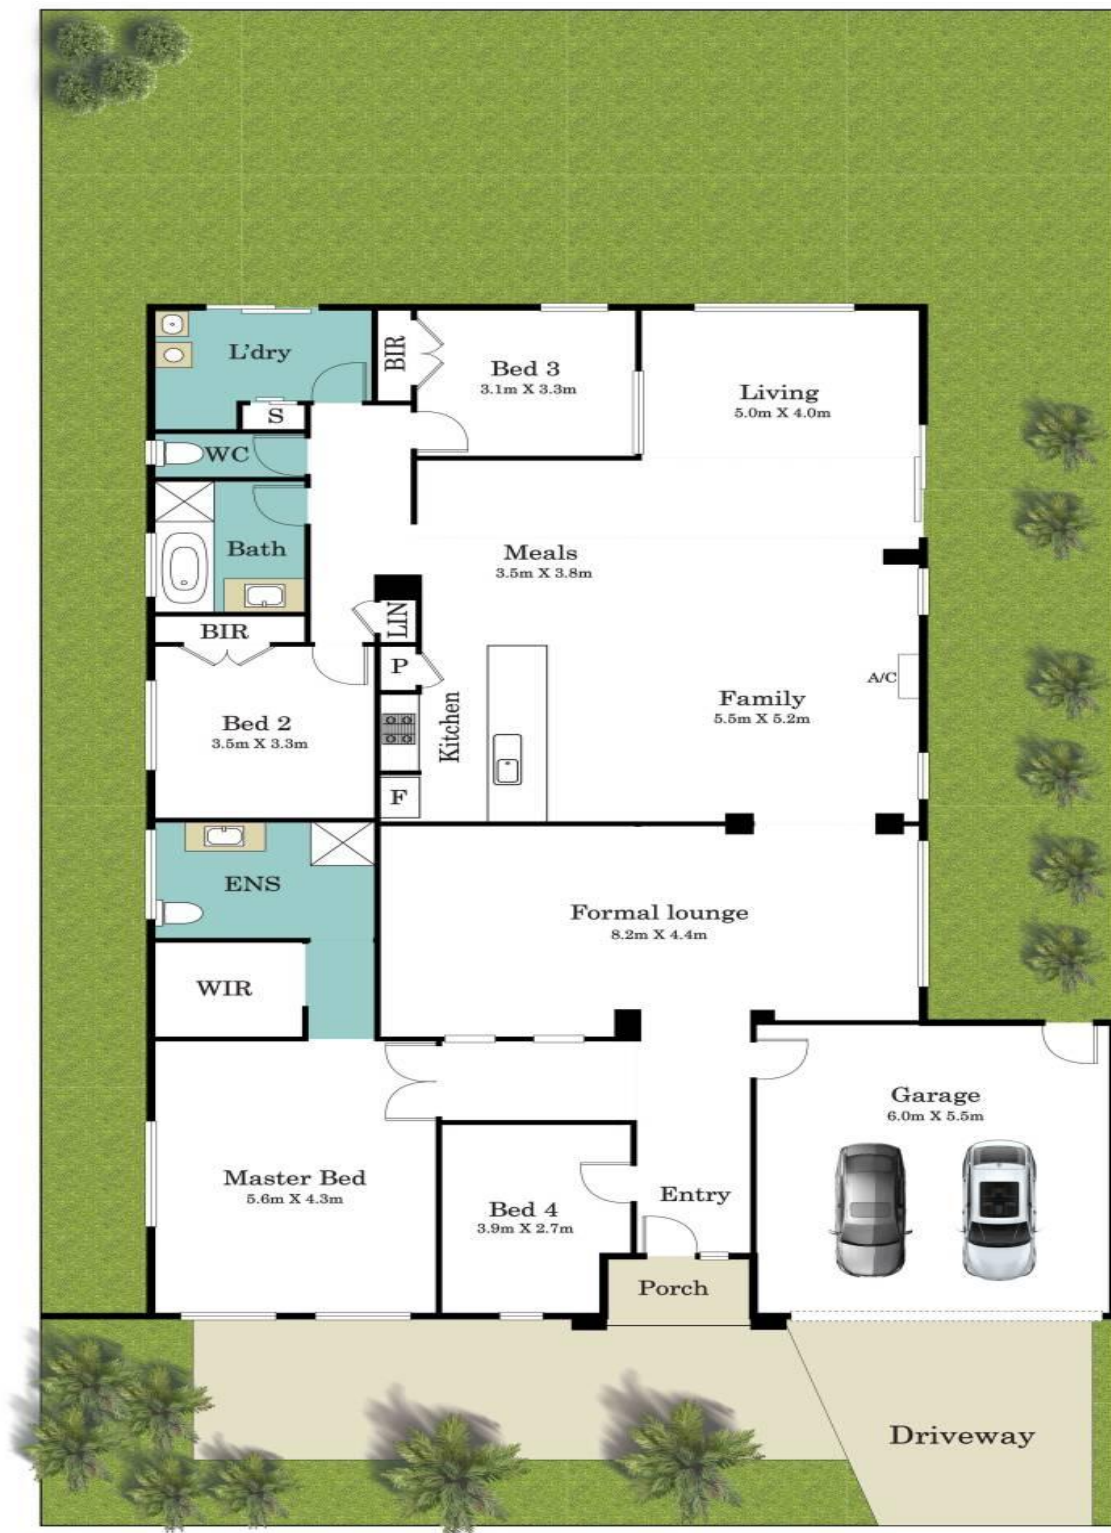 L'dry
BIR
Bed 3
3.1m X 3.3m
Living
5.0m X 4.0m
S
WC
Bath
Meals
3.5m X 3.8m
LIN
BIR
P
A/C
Bed 2
3.5m X 3.3m
Kitchen
Family
5.5m X 5.2m
F
ENS
Formal lounge
8.2m X 4.4m
WIR
Garage
6.0m X 5.5m
Master Bed
5.6m X 4.3m
Bed 4
3.9m X 2.7m
Entry
Porch
Driveway